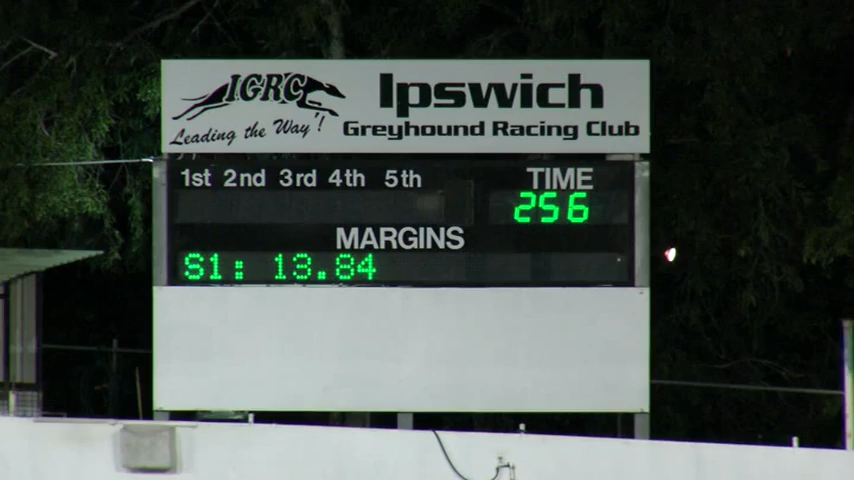 IGRC
Leading the Way'!
Ipswich
Greyhound Racing Club
1st 2nd 3rd 4th 5th
TIME
256
MARGINS
S1: 13.84